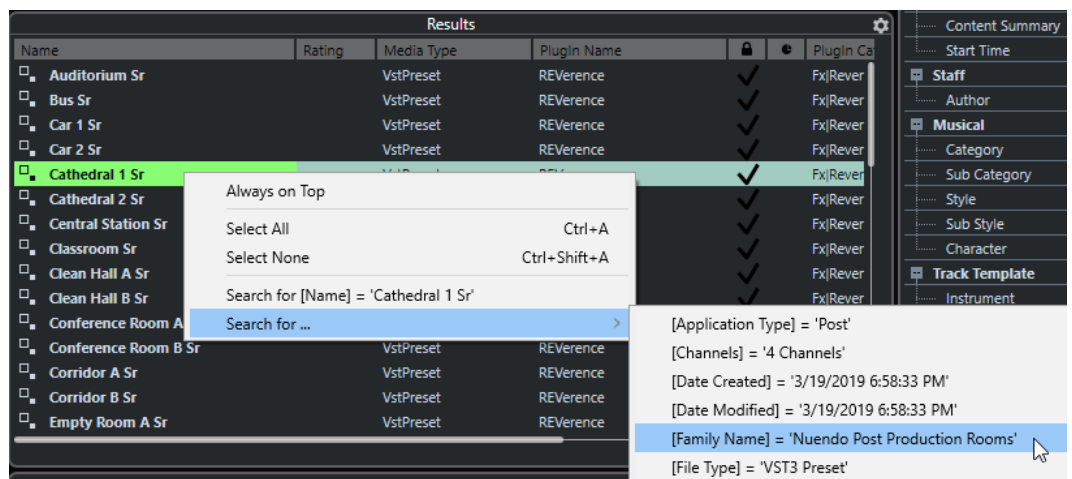 Results
Name Rating Media Type PlugIn Name PlugIn Ca
Auditorium Sr VstPreset REVerence Fx|Rever
Bus Sr VstPreset REVerence Fx|Rever
Car 1 Sr VstPreset REVerence Fx|Rever
Car 2 Sr VstPreset REVerence Fx|Rever
Cathedral 1 Sr Fx|Rever
Cathedral 2 Sr Fx|Rever
Central Station Sr Fx|Rever
Classroom Sr Fx|Rever
Clean Hall A Sr Fx|Rever
Clean Hall B Sr Fx|Rever
Conference Room A
Conference Room B Sr VstPreset REVerence
Corridor A Sr VstPreset REVerence
Corridor B Sr VstPreset REVerence
Empty Room A Sr VstPreset REVerence
Always on Top
Select All Ctrl+A
Select None Ctrl+Shift+A
Search for [Name] = 'Cathedral 1 Sr'
Search for ...
[Application Type] = 'Post'
[Channels] = '4 Channels'
[Date Created] = '3/19/2019 6:58:33 PM'
[Date Modified] = '3/19/2019 6:58:33 PM'
[Family Name] = 'Nuendo Post Production Rooms'
[File Type] = 'VST3 Preset'
Content Summary
Start Time
Staff
Author
Musical
Category
Sub Category
Style
Sub Style
Character
Track Template
Instrument